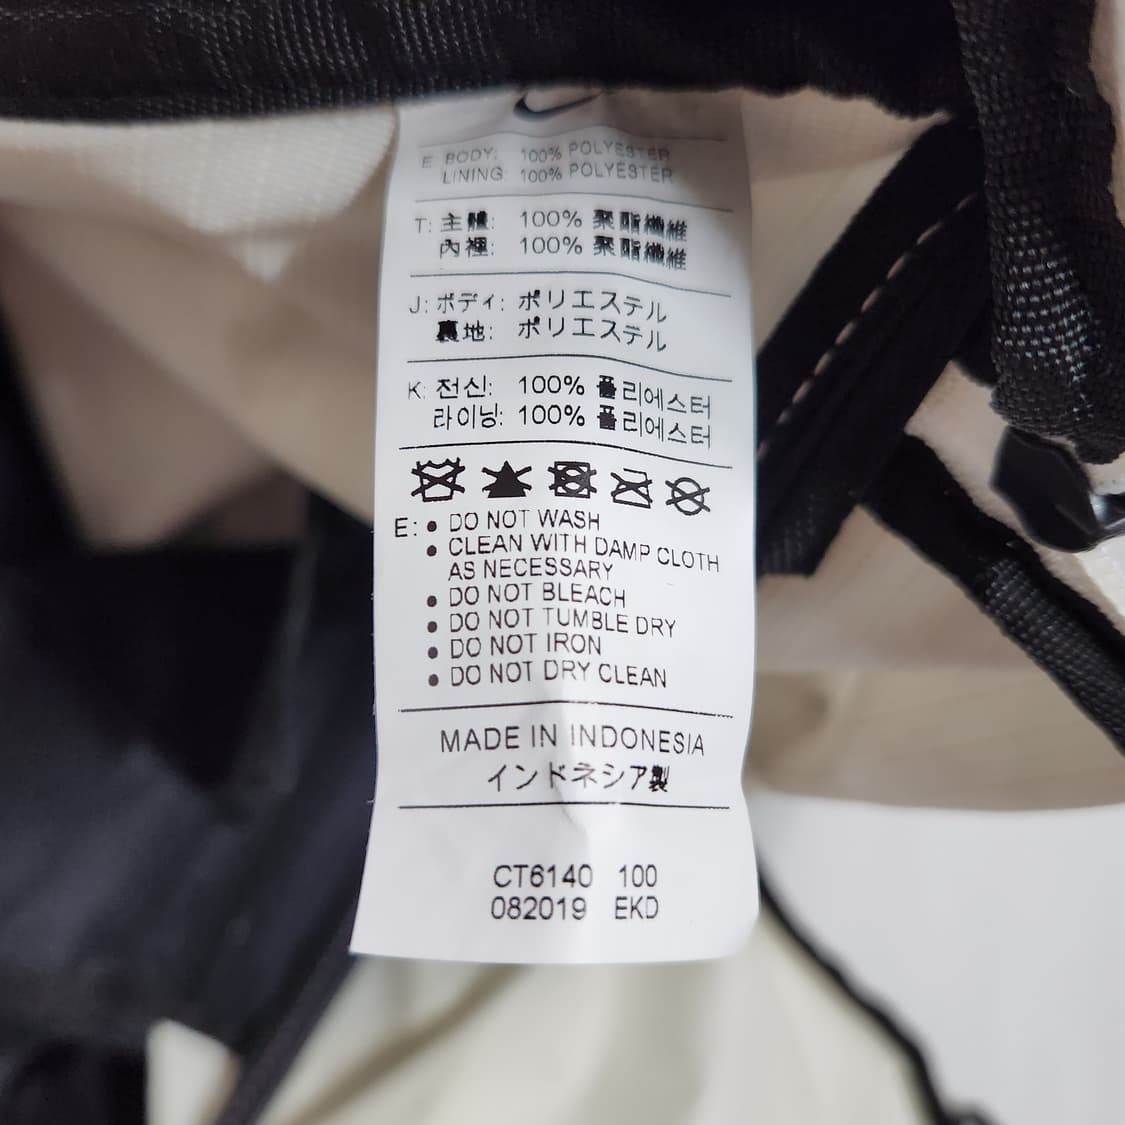 E BODY: 100% POLYESTER
LINING: 100% POLYESTER
T: 主體: 100% 聚酯纖維
內裡: 100% 聚酯纖維
J: ボディ: ポリエステル
裏地: ポリエステル
K: 전신: 100% 폴리에스터
라이닝: 100% 폴리에스터
E: • DO NOT WASH
• CLEAN WITH DAMP CLOTH
AS NECESSARY
• DO NOT BLEACH
• DO NOT TUMBLE DRY
• DO NOT IRON
• DO NOT DRY CLEAN
MADE IN INDONESIA
インドネシア製
CT6140 100
082019 EKD